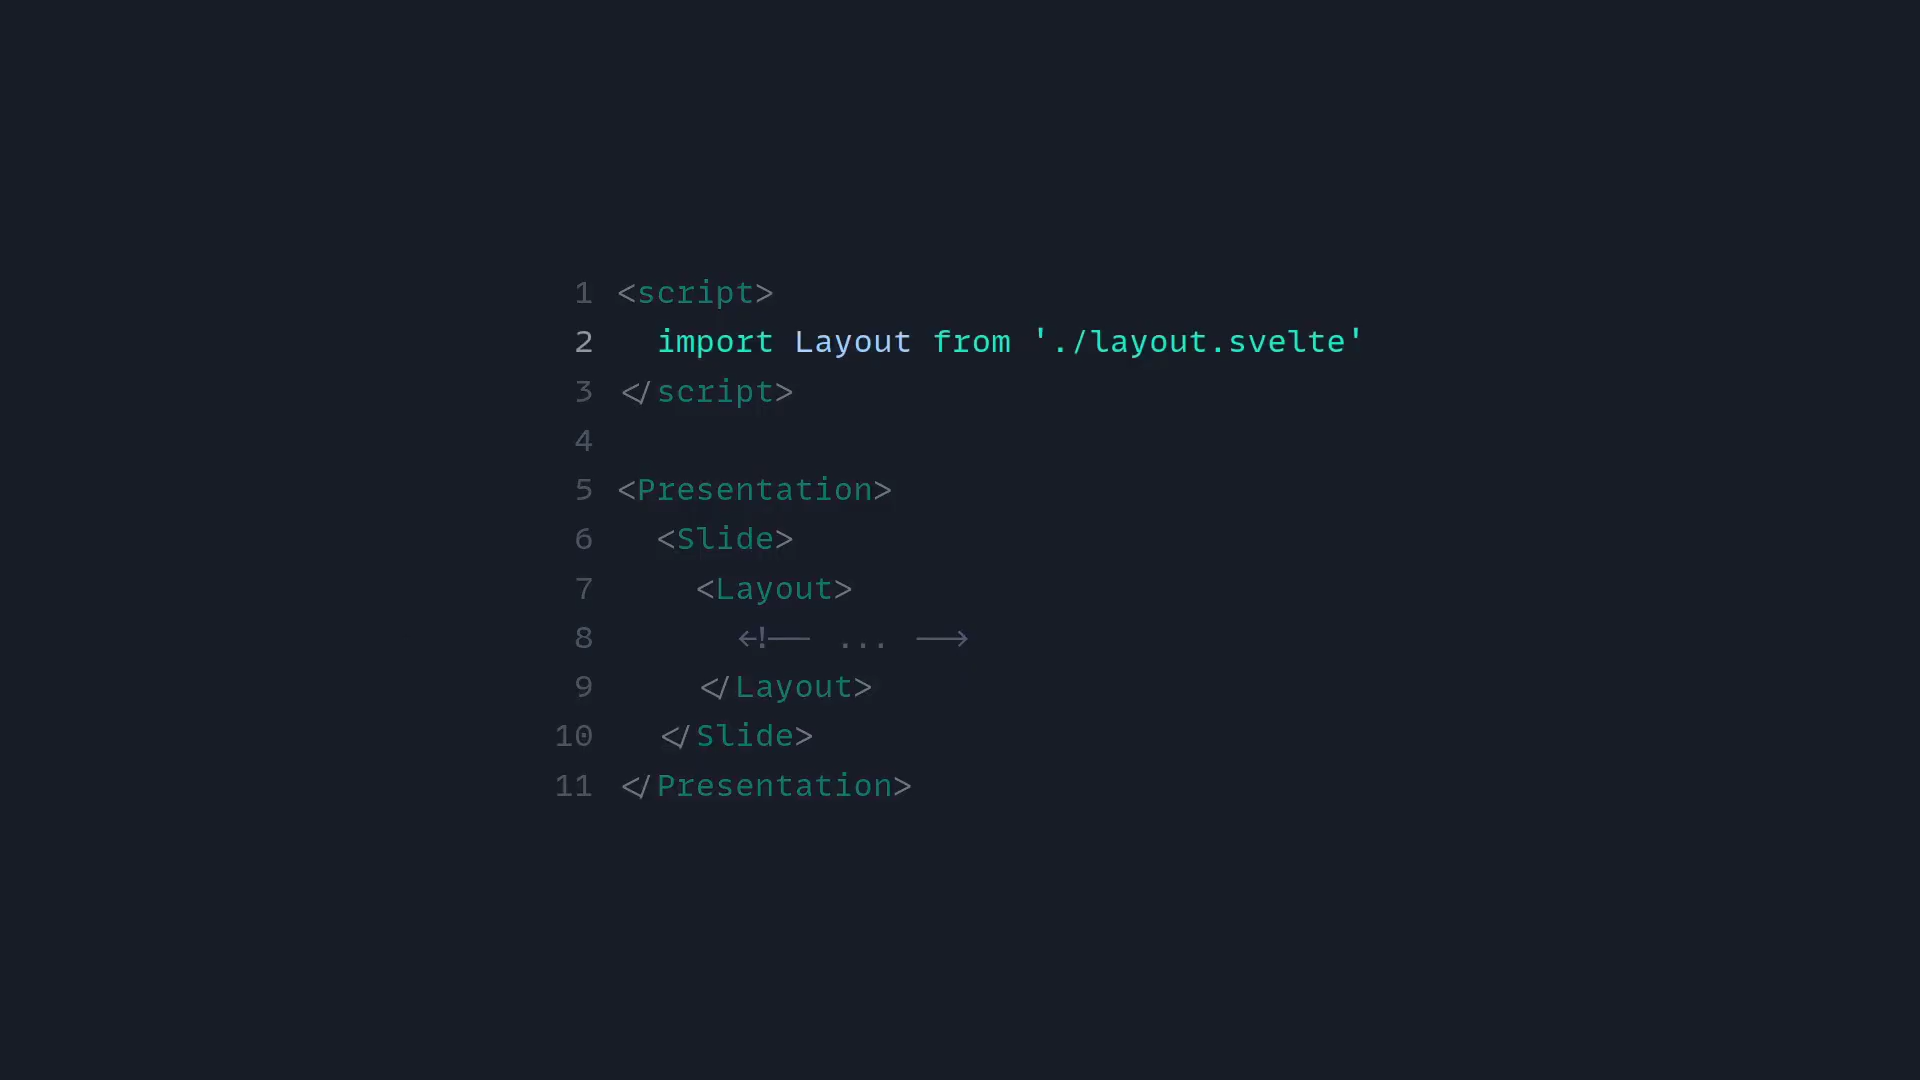 1 <script>
2   import Layout from './layout.svelte'
3 </script>
4
5 <Presentation>
6   <Slide>
7     <Layout>
8       <!-- ... -->
9     </Layout>
10   </Slide>
11 </Presentation>